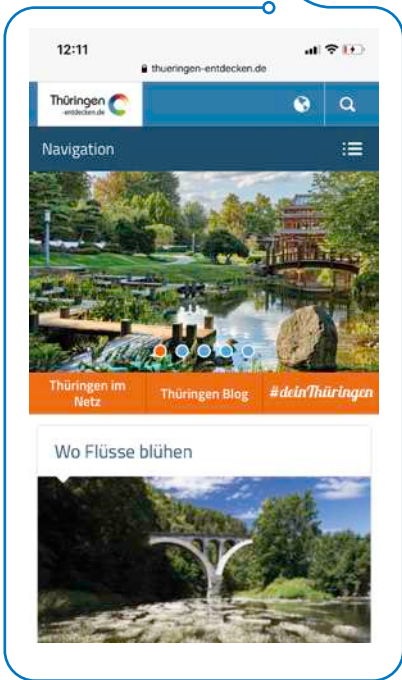 12:11
thueringen-entdecken.de
Thüringen
-entdecken.de
Navigation
Thüringen im
Netz
Thüringen Blog
#deinThüringen
Wo Flüsse blühen